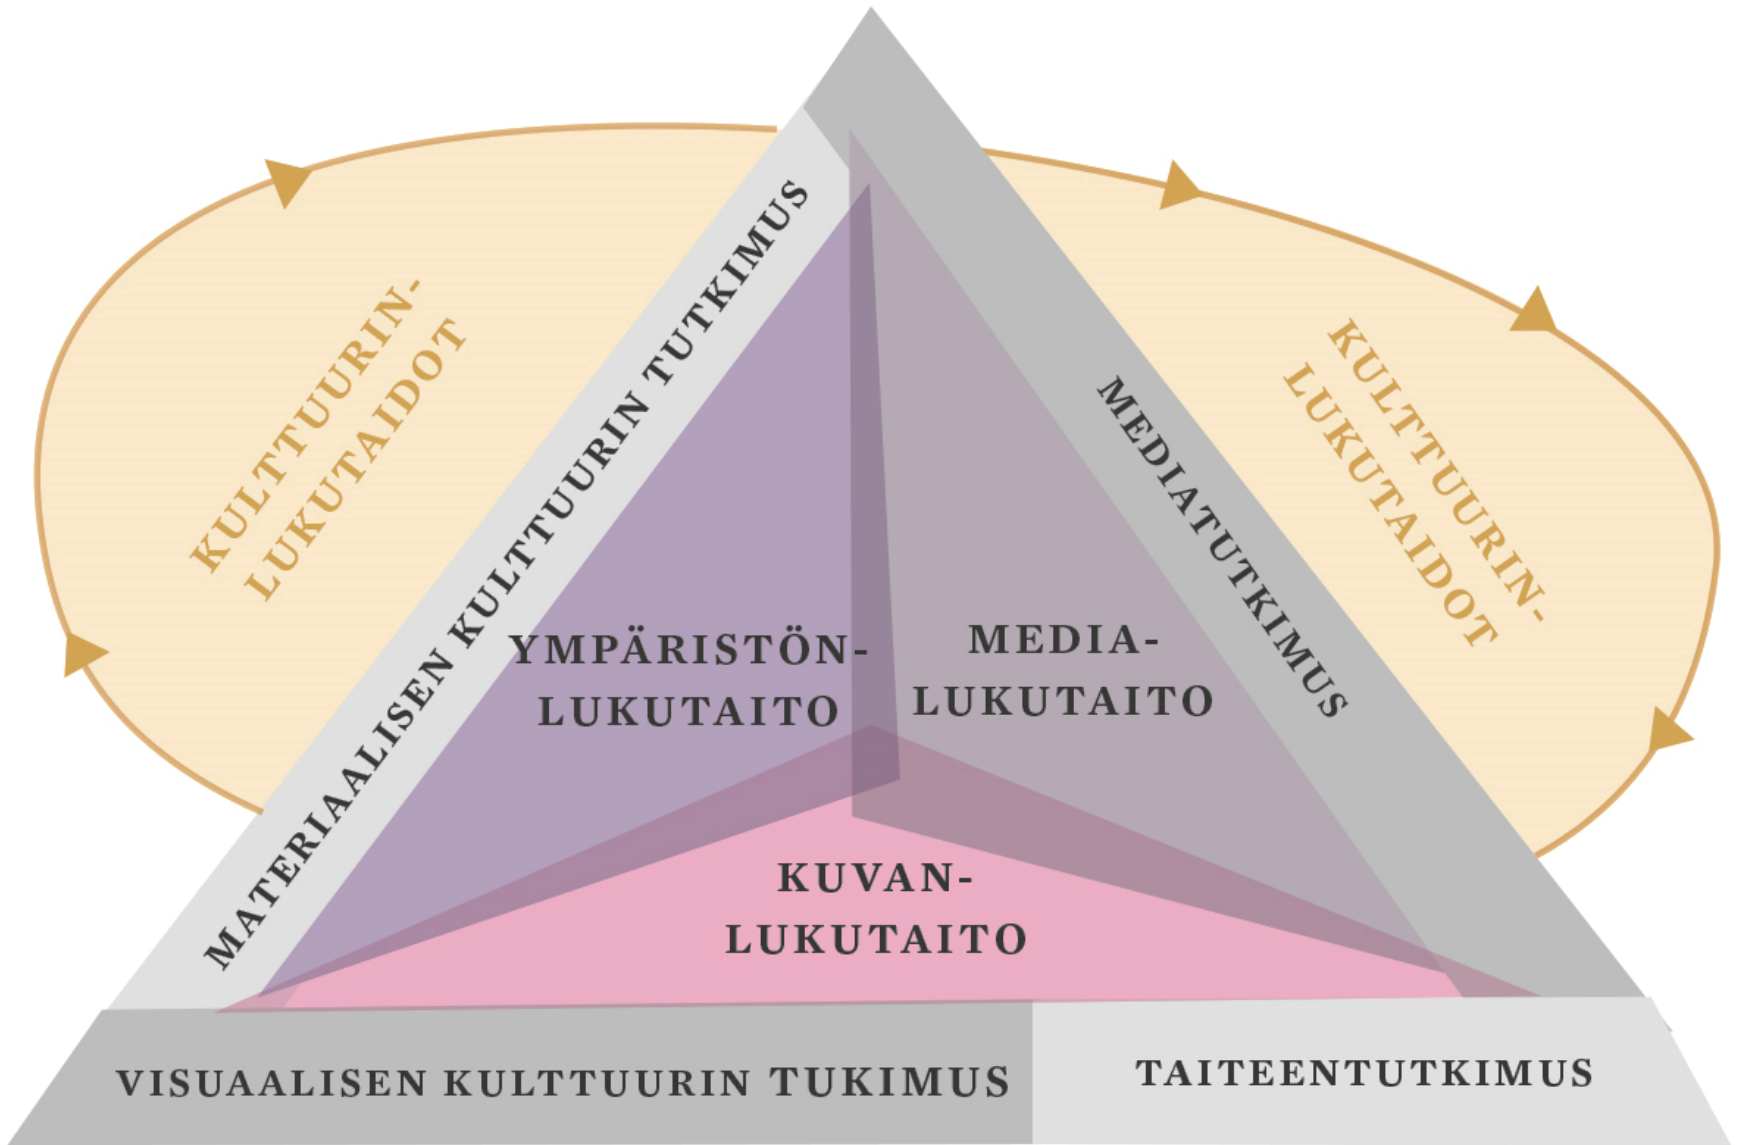 KULTTUURIN-
LUKUTAIDOT
MATERIAALISEN KULTTUURIN TUTKIMUS
MEDIATUTKIMUS
KULTTUURIN-
LUKUTAIDOT
YMPÄRISTÖN-
LUKUTAITO
MEDIA-
LUKUTAITO
KUVAN-
LUKUTAITO
VISUAALISEN KULTTUURIN TUKIMUS
TAITEENTUTKIMUS